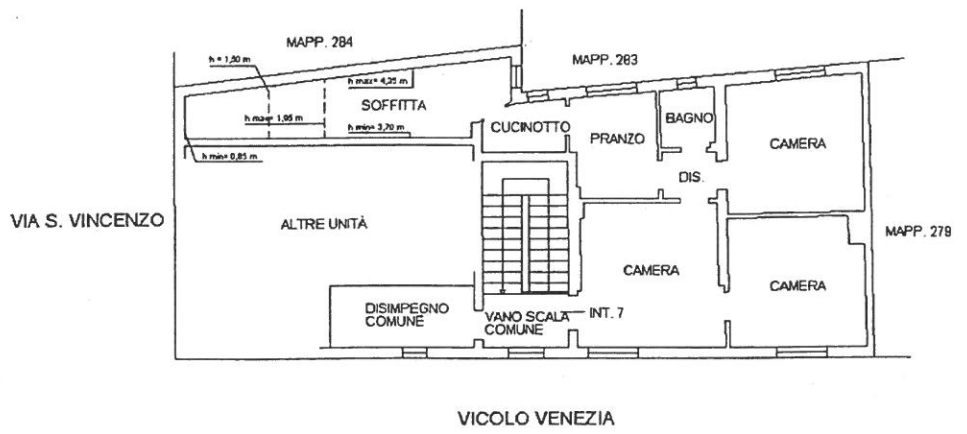 MAPP. 284
h = 1,50 m
MAPP. 283
h max= 4,25 m
SOFFITTA
h max= 1,95 m
h min= 3,70 m
h min= 0,85 m
CUCINOTTO
PRANZO
BAGNO
CAMERA
DIS.
VIA S. VINCENZO
ALTRE UNITÀ
MAPP. 279
CAMERA
CAMERA
DISIMPEGNO
COMUNE
VANO SCALA
COMUNE
INT. 7
VICOLO VENEZIA